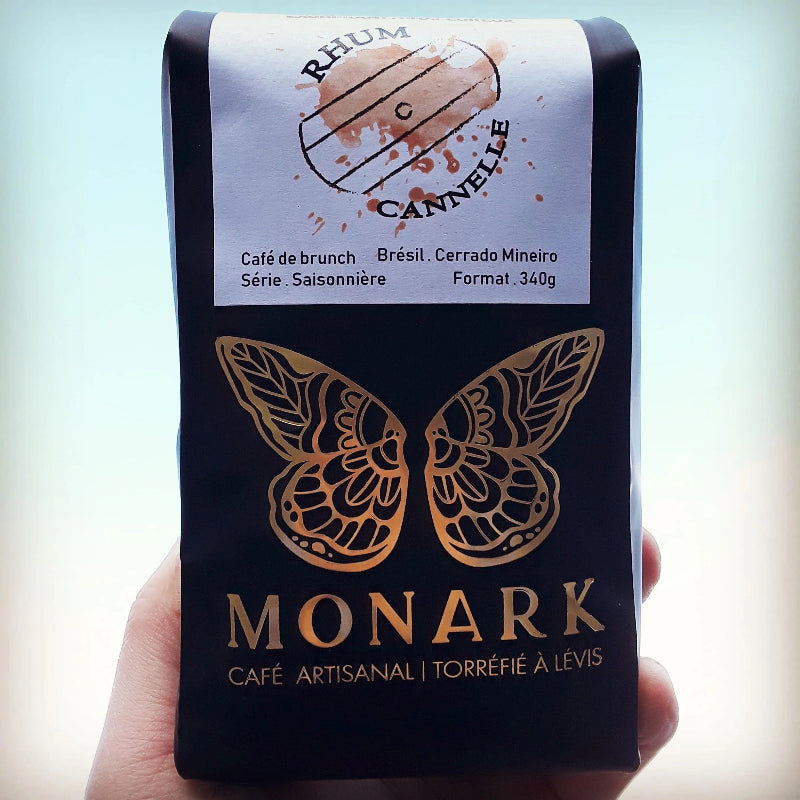 RHUM
C
CANNELLE
Café de brunch Brésil . Cerrado Mineiro
Série . Saisonnière Format . 340g
MONARK
CAFÉ ARTISANAL | TORRÉFIÉ À LÉVIS